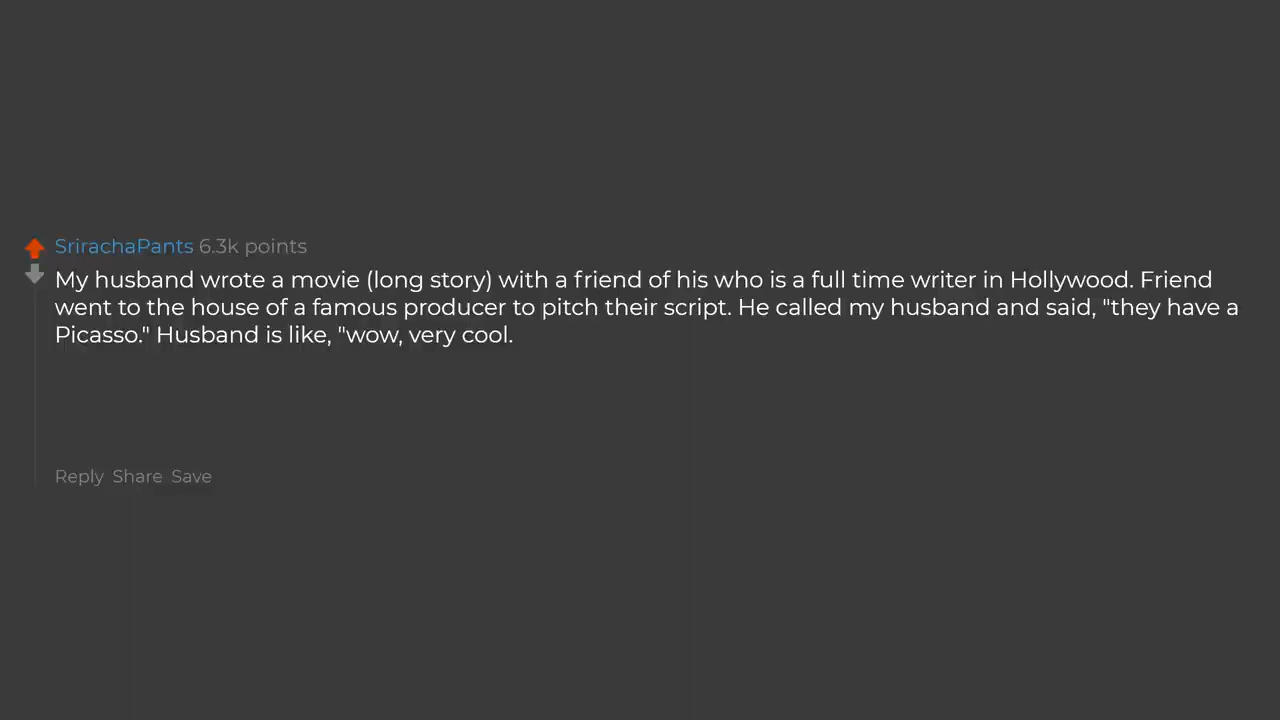 SrirachaPants 6.3k points
My husband wrote a movie (long story) with a friend of his who is a full time writer in Hollywood. Friend
went to the house of a famous producer to pitch their script. He called my husband and said, "they have a
Picasso." Husband is like, "wow, very cool.
Reply Share Save